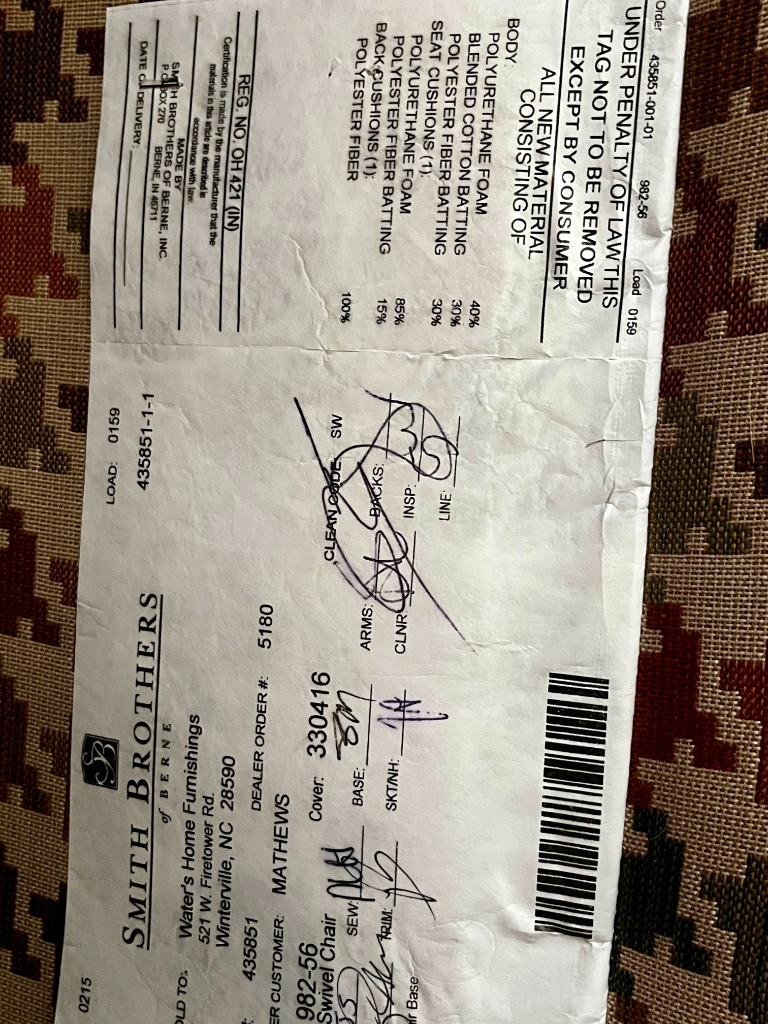 Order 435851-001-01 982-56 Load 0159
UNDER PENALTY OF LAW THIS
TAG NOT TO BE REMOVED
EXCEPT BY CONSUMER
ALL NEW MATERIAL
CONSISTING OF
BODY:
POLYURETHANE FOAM 40%
BLENDED COTTON BATTING 30%
POLYESTER FIBER BATTING 30%
SEAT CUSHIONS (1):
POLYURETHANE FOAM 85%
POLYESTER FIBER BATTING 15%
BACK CUSHIONS (1):
POLYESTER FIBER 100%
REG. NO. OH 421 (IN)
Certification is made by the manufacturer that the
materials in this article are described in
accordance with law.
MADE BY
SMITH BROTHERS OF BERNE, INC.
P.O. BOX 270 BERNE, IN 46711
DATE OF DELIVERY:
0215
SB
LOAD: 0159
SMITH BROTHERS
of BERNE
435851-1-1
OLD TO: Water's Home Furnishings
521 W. Firetower Rd.
Winterville, NC 28590
435851 DEALER ORDER #: 5180
ER CUSTOMER: MATHEWS
982-56 Cover: 330416 CLEAN CODE: SW
Swivel Chair
SEW: BASE: ARMS: BACKS:
TRIM: SKT/NH: CLNR: INSP:
Base LINE: